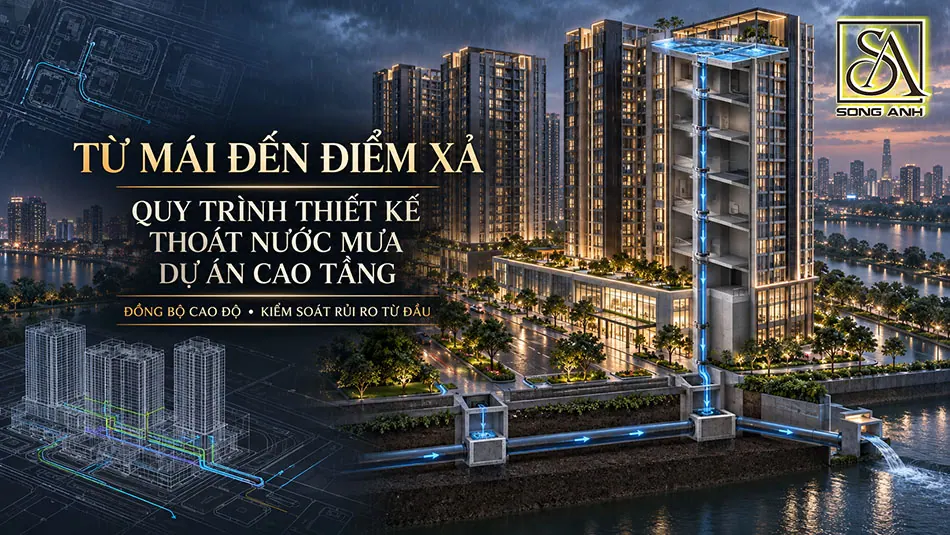 TỪ MÁI ĐẾN ĐIỂM XẢ
QUY TRÌNH THIẾT KẾ
THOÁT NƯỚC MƯA
DỰ ÁN CAO TẦNG
ĐỒNG BỘ CAO ĐỘ • KIỂM SOÁT RỦI RO TỪ ĐẦU
SA
SONG ANH